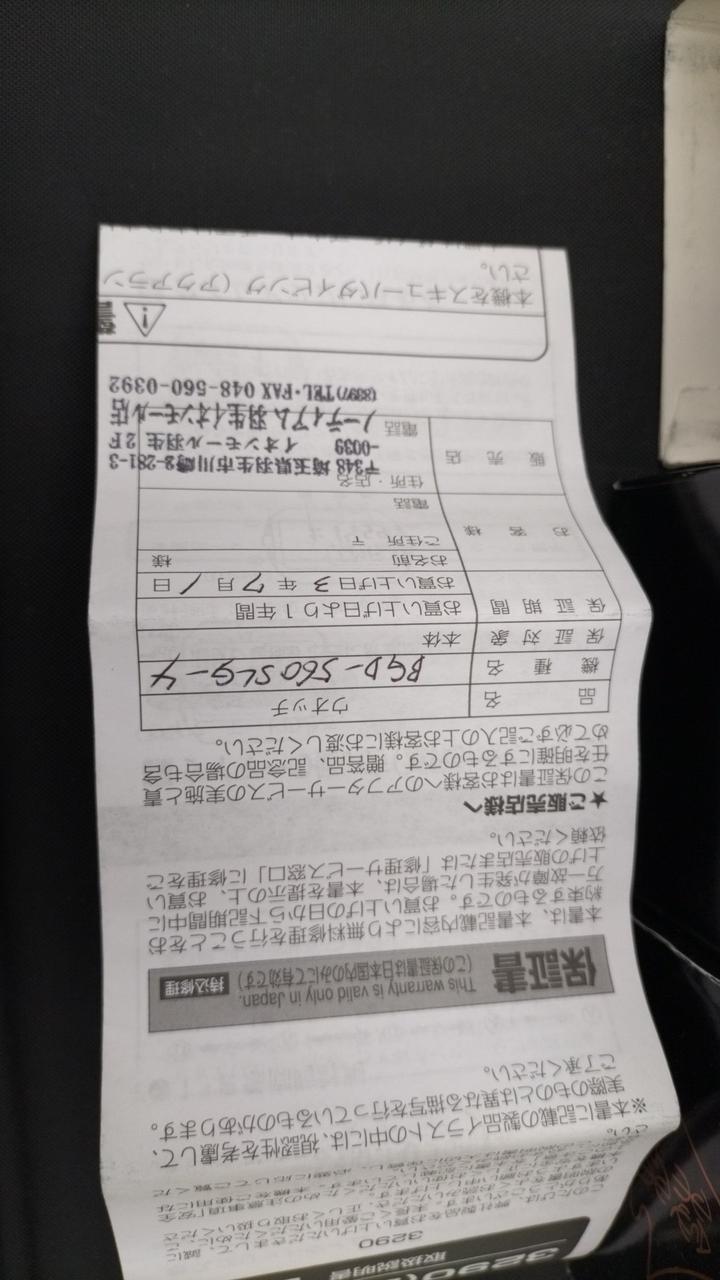 取扱説明書 3290
3290
※本書に記載の製品イラストの中には、視認性を考慮して、
実際のものとは異なる描写を行っているものがあります。
ご了承ください。
保証書 This warranty is valid only in Japan.
(この保証書は日本国内のみにて有効です) 持込修理
本書は、本書記載内容により無料修理を行うことをお
約束するものです。お買い上げの日から下記期間中に
万一故障が発生した場合は、本書を提示の上、お買い
上げの販売店または「修理サービス窓口」に修理をご
依頼ください。
★ご販売店様へ
この保証書はお客様へのアフターサービスの実施と責
任を明確にするものです。贈答品、記念品の場合も含
めて必ずご記入の上お客様にお渡しください。
品名 ウオッチ
機種名 BGD-560SLG-4
保証対象 本体
保証期間 お買い上げ日より1年間
お買い上げ日 3年7月1日
お客様 お名前 様
ご住所 〒
電話
販売店 住所・店名
〒348 埼玉県羽生市川崎2-281-3
-0039 イオンモール羽生2F
ノーティアム羽生イオンモール店
電話
(8397) TEL・FAX 048-560-0392
本機をスキューバダイビング(アクアラン
さい。